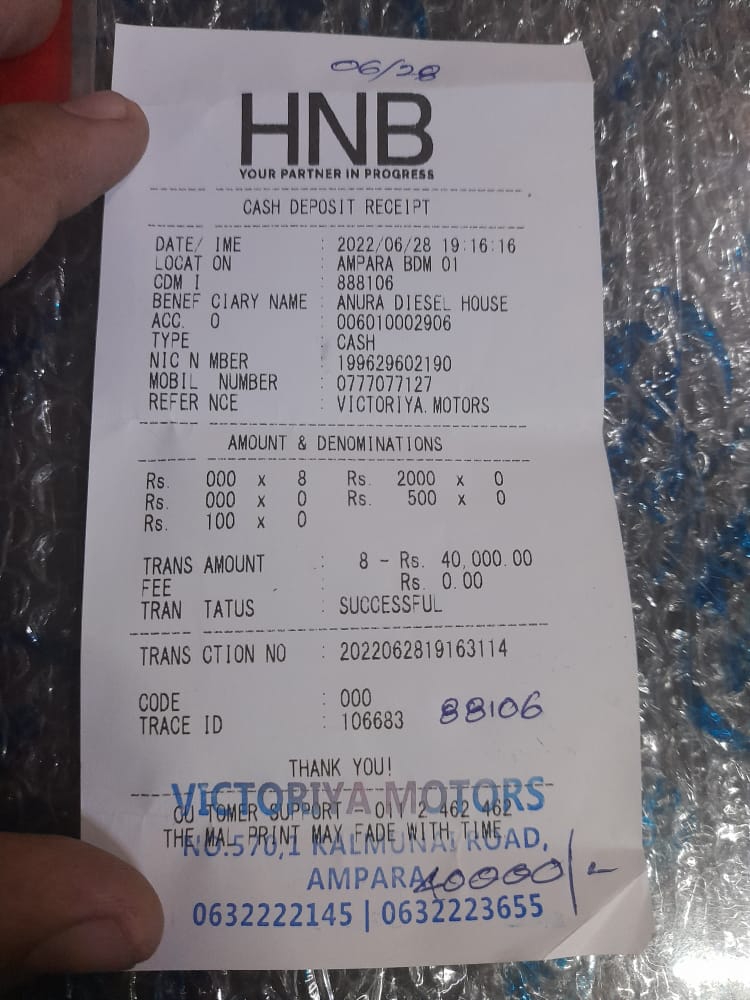 06/28
HNB
YOUR PARTNER IN PROGRESS
CASH DEPOSIT RECEIPT
DATE/ IME : 2022/06/28 19:16:16
LOCAT ON : AMPARA BDM 01
CDM I : 888106
BENEF CIARY NAME : ANURA DIESEL HOUSE
ACC. O : 006010002906
TYPE : CASH
NIC N MBER : 199629602190
MOBIL NUMBER : 0777077127
REFER NCE : VICTORIYA.MOTORS
AMOUNT & DENOMINATIONS
Rs. 000 x 8 Rs. 2000 x 0
Rs. 000 x 0 Rs. 500 x 0
Rs. 100 x 0
TRANS AMOUNT : 8 - Rs. 40,000.00
FEE Rs. 0.00
TRAN TATUS : SUCCESSFUL
TRANS CTION NO : 2022062819163114
CODE : 000
TRACE ID : 106683 88106
THANK YOU!
VICTORIYA MOTORS
CU TOMER SUPPORT - 011 2 462 462
THE MAL PRINT MAY FADE WITH TIME.
NO.570,1 KALMUNAI ROAD,
AMPARA 40000/-
0632222145 | 0632223655